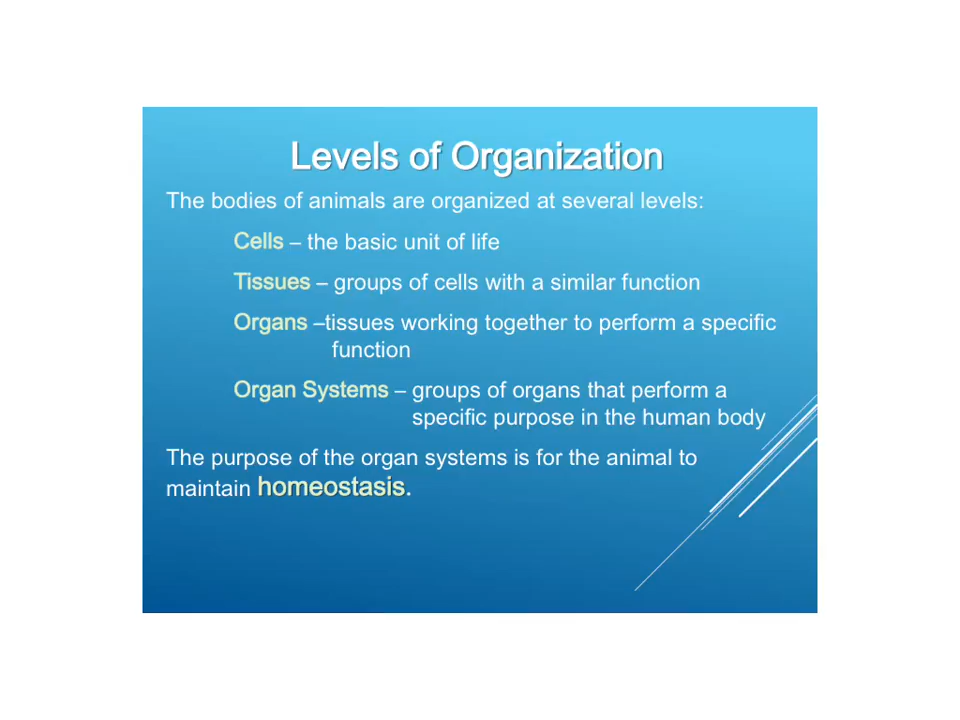 Levels of Organization
The bodies of animals are organized at several levels:
Cells – the basic unit of life
Tissues – groups of cells with a similar function
Organs –tissues working together to perform a specific
function
Organ Systems – groups of organs that perform a
specific purpose in the human body
The purpose of the organ systems is for the animal to
maintain homeostasis.